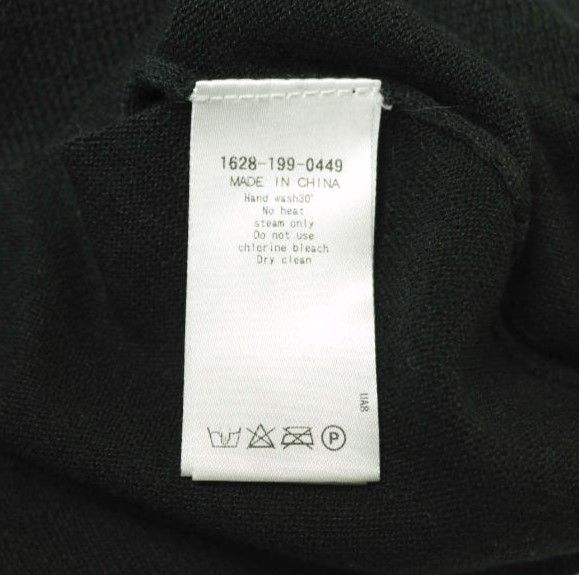 1628-199-0449
MADE IN CHINA
Hand wash30°
No heat
steam only
Do not use
chlorine bleach
Dry clean
UA8
P